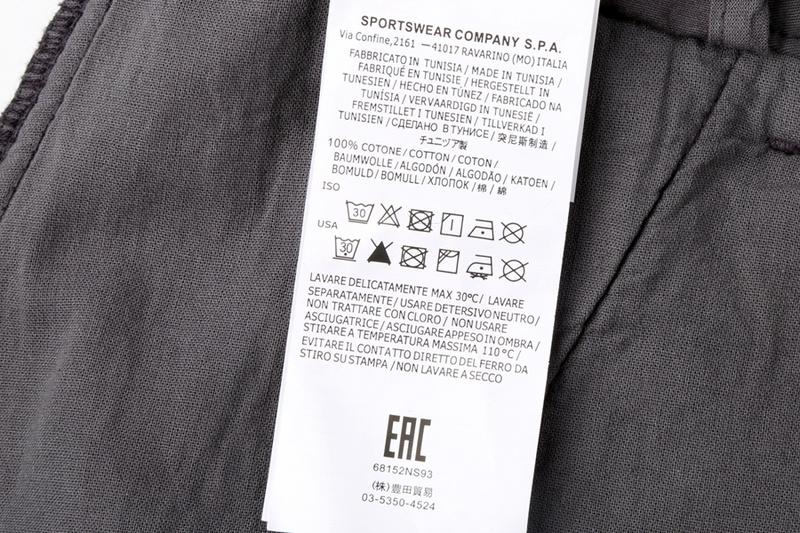 SPORTSWEAR COMPANY S.P.A.
Via Confine,2161 —41017 RAVARINO (MO) ITALIA
FABBRICATO IN TUNISIA / MADE IN TUNISIA /
FABRIQUÉ EN TUNISIE / HERGESTELLT IN
TUNESIEN / HECHO EN TÚNEZ / FABRICADO NA
TUNÍSIA / VERVAARDIGD IN TUNESIË /
FREMSTILLET I TUNESIEN / TILLVERKAD I
TUNISIEN / СДЕЛАНО В ТУНИСЕ / 突尼斯制造 /
チュニジア製
100% COTONE / COTTON / COTON /
BAUMWOLLE / ALGODÓN / ALGODÃO / KATOEN /
BOMULD / BOMULL / ХЛОПОК / 棉 / 綿
ISO
30
USA
30
LAVARE DELICATAMENTE MAX 30°C / LAVARE
SEPARATAMENTE / USARE DETERSIVO NEUTRO /
NON TRATTARE CON CLORO / NON USARE
ASCIUGATRICE / ASCIUGARE APPESO IN OMBRA /
STIRARE A TEMPERATURA MASSIMA 110°C /
EVITARE IL CONTATTO DIRETTO DEL FERRO DA
STIRO SU STAMPA / NON LAVARE A SECCO
EAC
68152NS93
(株)豊田貿易
03-5350-4524